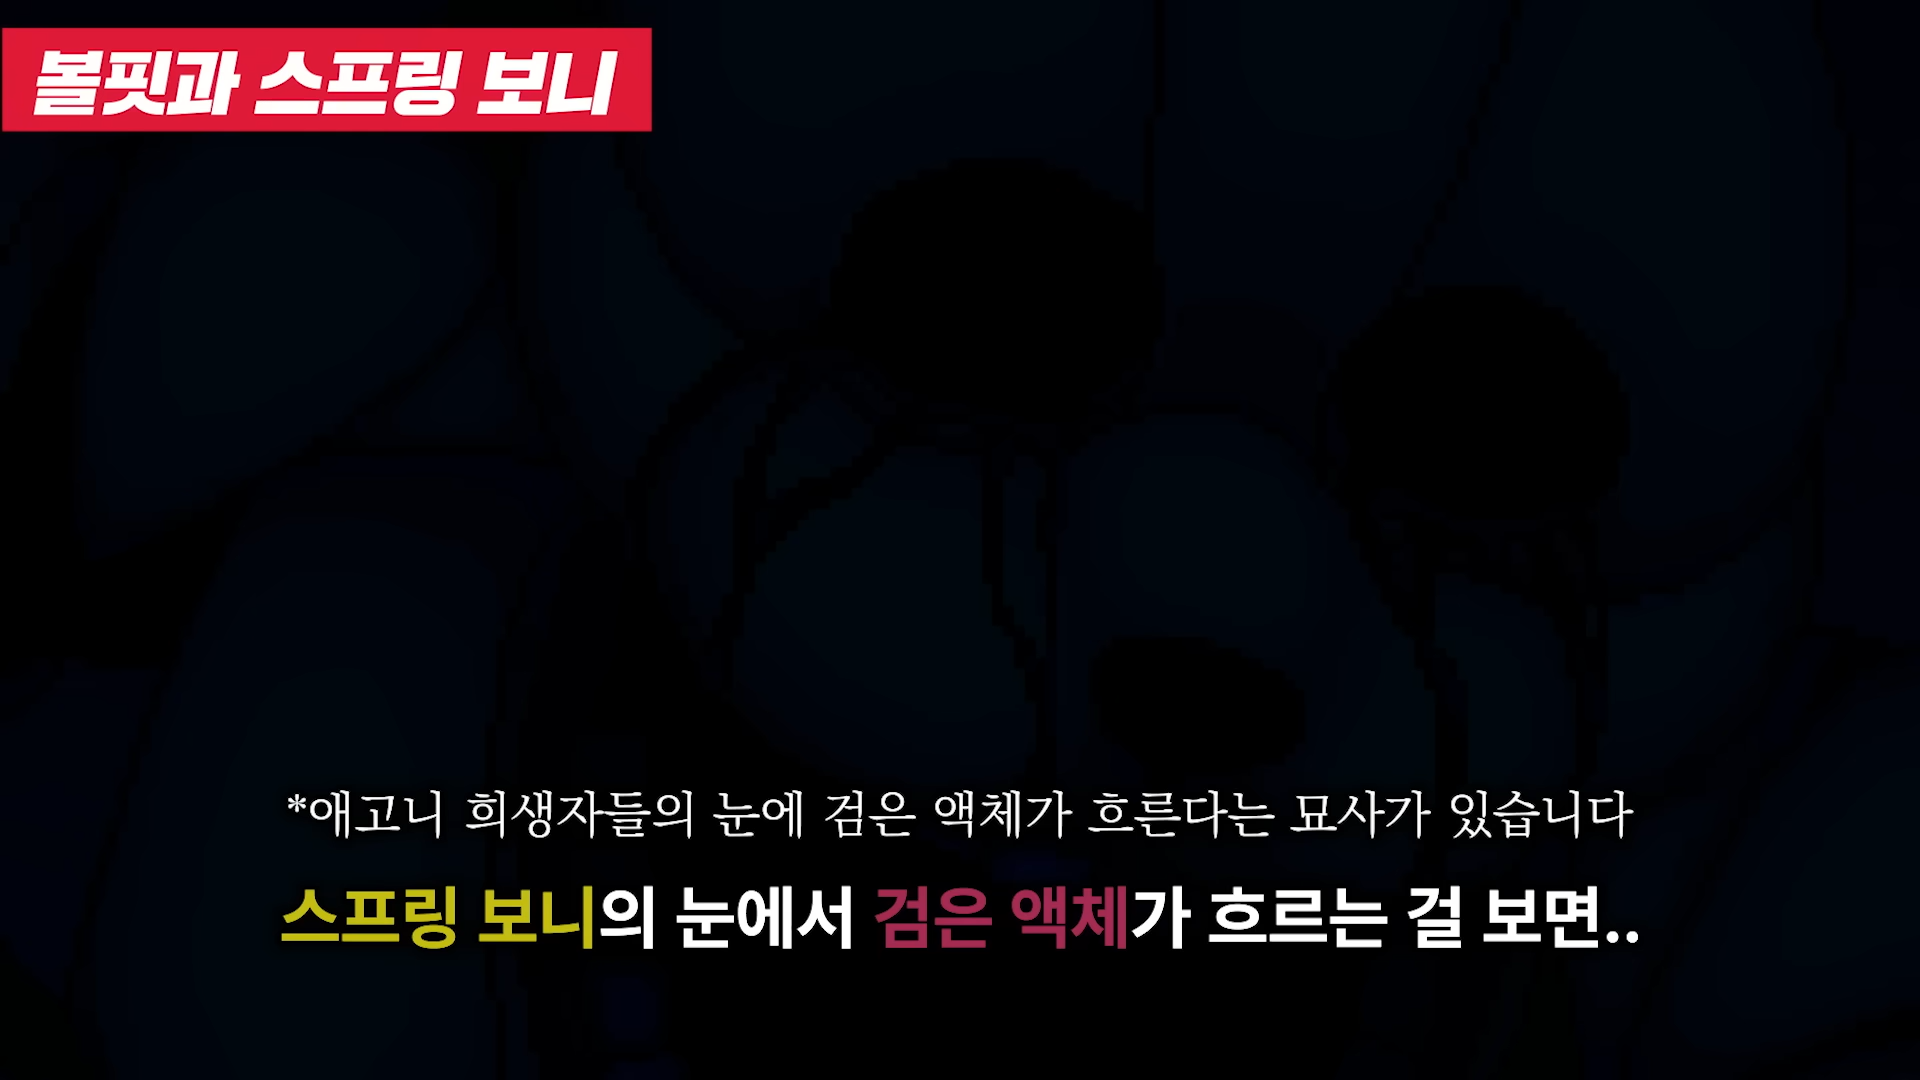 볼핏과 스프링 보니
*애고니 희생자들의 눈에 검은 액체가 흐른다는 묘사가 있습니다
스프링 보니의 눈에서 검은 액체가 흐르는 걸 보면..